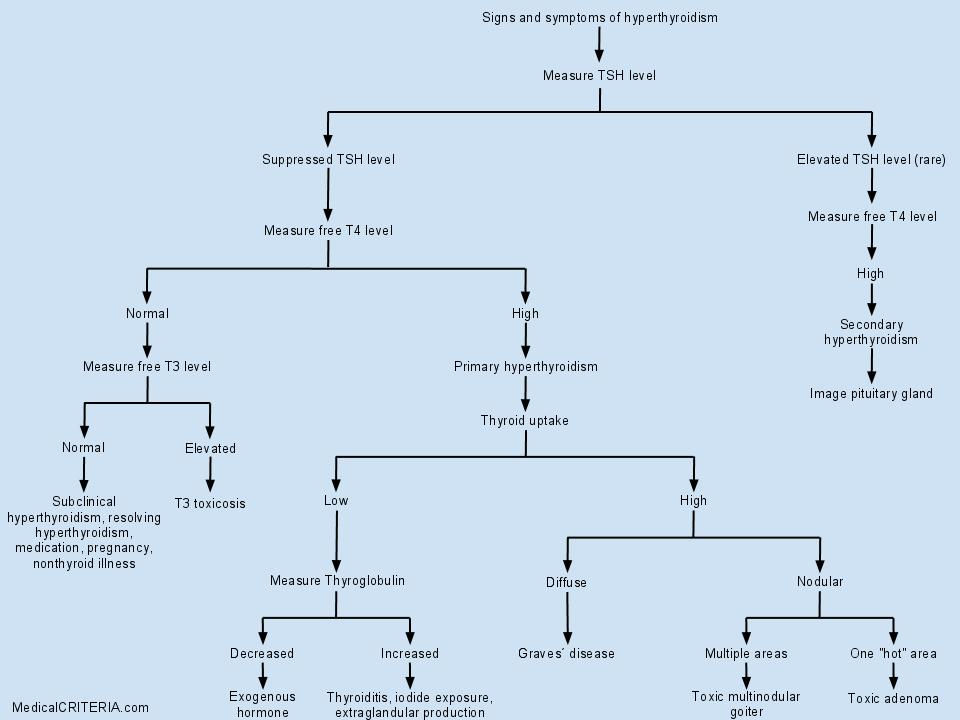 Signs and symptoms of hyperthyroidism
Measure TSH level
Suppressed TSH level
Elevated TSH level (rare)
Measure free T4 level
Measure free T4 level
High
Normal
High
Secondary
hyperthyroidism
Measure free T3 level
Primary hyperthyroidism
Image pituitary gland
Thyroid uptake
Normal
Elevated
Low
High
Subclinical
hyperthyroidism, resolving
hyperthyroidism,
medication, pregnancy,
nonthyroid illness
T3 toxicosis
Measure Thyroglobulin
Diffuse
Nodular
Decreased
Increased
Graves´ disease
Multiple areas
One "hot" area
Exogenous
hormone
Thyroiditis, iodide exposure,
extraglandular production
Toxic multinodular
goiter
Toxic adenoma
MedicalCRITERIA.com